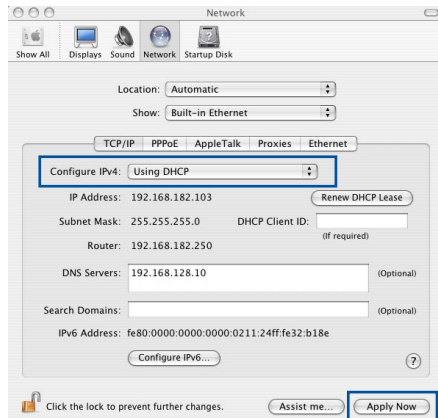 Network
Show All Displays Sound Network Startup Disk
Location: Automatic
Show: Built-in Ethernet
TCP/IP PPPoE AppleTalk Proxies Ethernet
Configure IPv4: Using DHCP
IP Address: 192.168.182.103 Renew DHCP Lease
Subnet Mask: 255.255.255.0 DHCP Client ID:
(If required)
Router: 192.168.182.250
DNS Servers: 192.168.128.10 (Optional)
Search Domains: (Optional)
IPv6 Address: fe80:0000:0000:0000:0211:24ff:fe32:b18e
Configure IPv6... ?
Click the lock to prevent further changes. Assist me... Apply Now